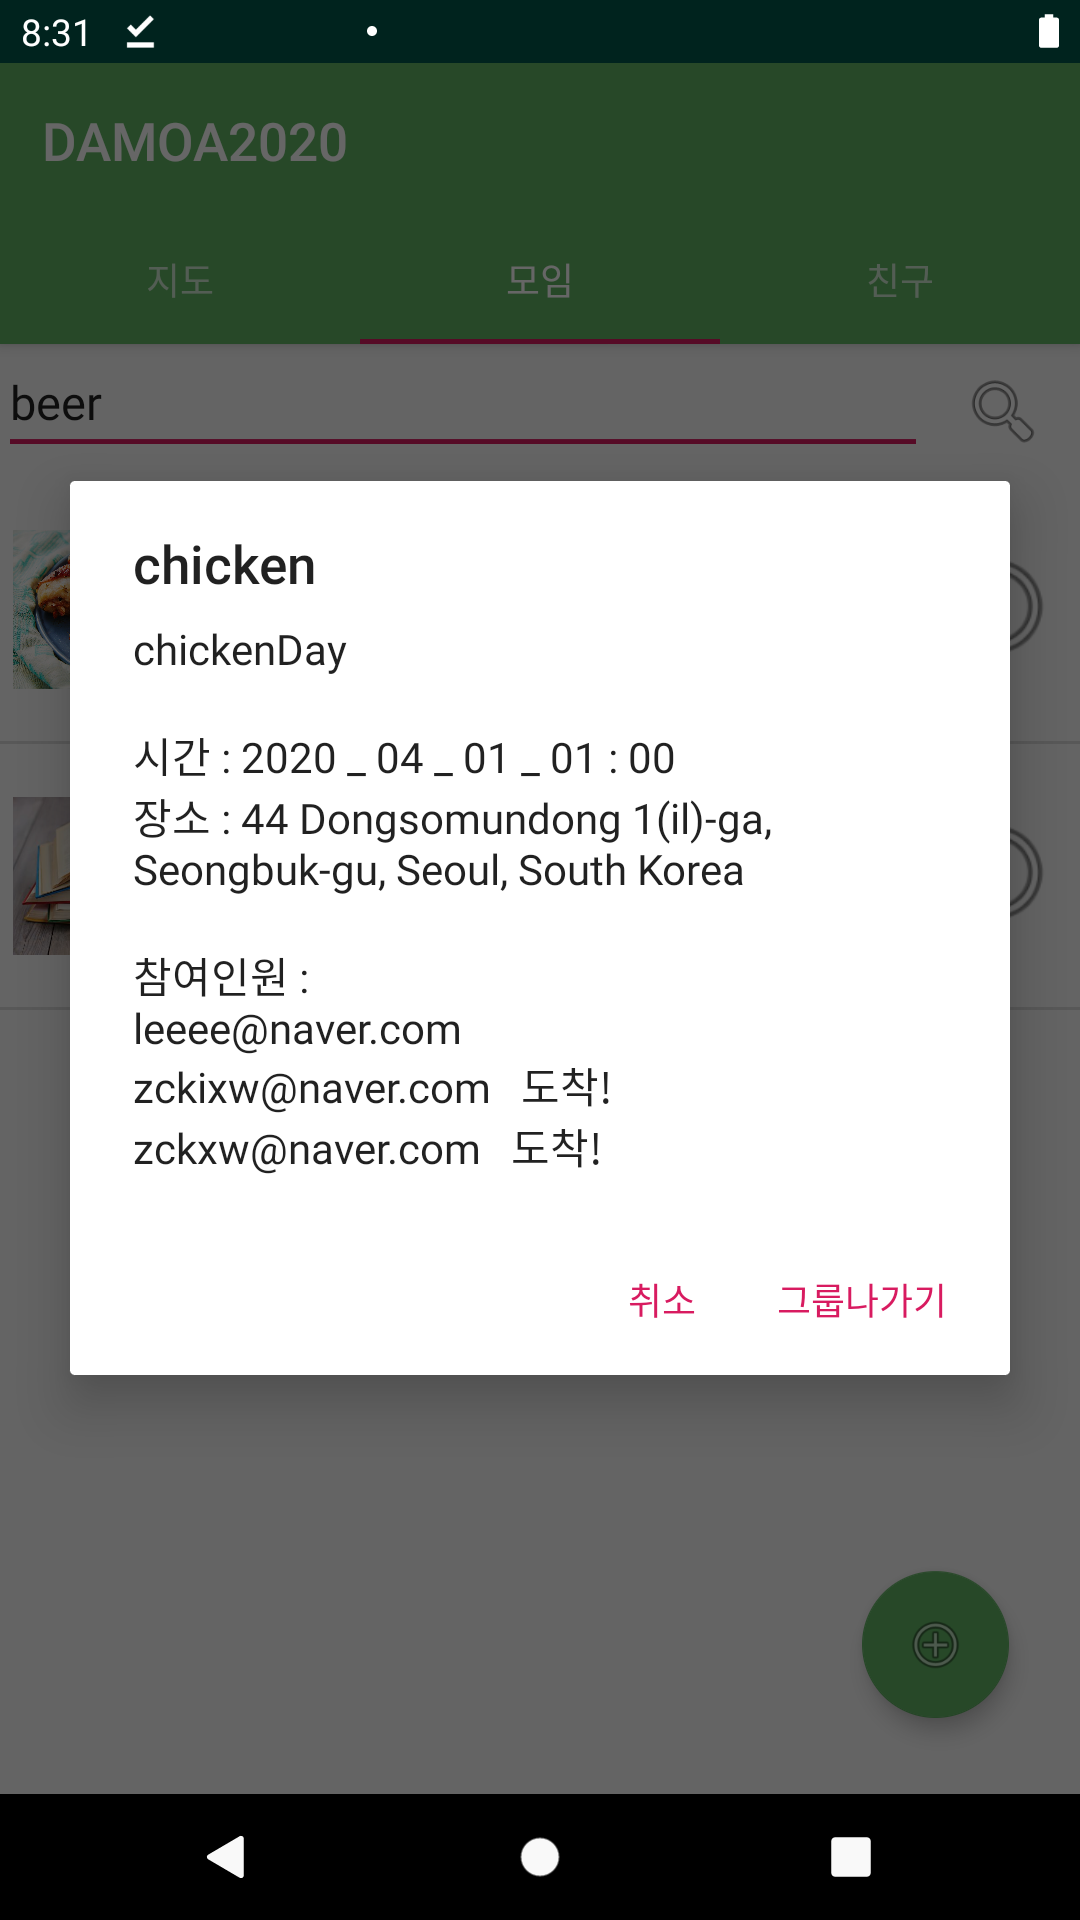 8:31
DAMOA2020
지도 모임 친구
beer
chicken
chickenDay
시간 : 2020 _ 04 _ 01 _ 01 : 00
장소 : 44 Dongsomundong 1(il)-ga,
Seongbuk-gu, Seoul, South Korea
참여인원 :
leeee@naver.com
zckixw@naver.com 도착!
zckxw@naver.com 도착!
취소 그룹나가기